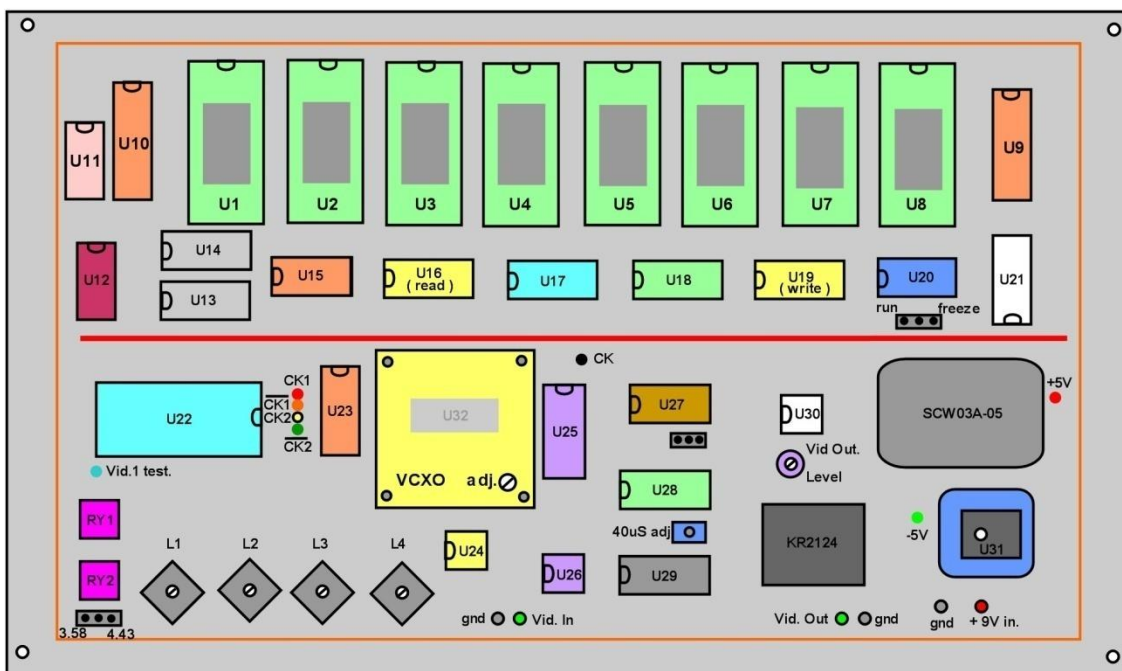 U11
U10
U1
U2
U3
U4
U5
U6
U7
U8
U9
U12
U14
U13
U15
U16
( read )
U17
U18
U19
( write )
U20
run
freeze
U21
CK
CK1
CK1
CK2
CK2
U22
U23
Vid.1 test.
U32
VCXO adj.
U25
U27
U30
Vid Out.
Level
SCW03A-05
+5V
U28
40uS adj
U29
KR2124
-5V
U31
RY1
RY2
3.58 4.43
L1
L2
L3
L4
U24
U26
gnd
Vid. In
Vid. Out
gnd
gnd
+ 9V in.